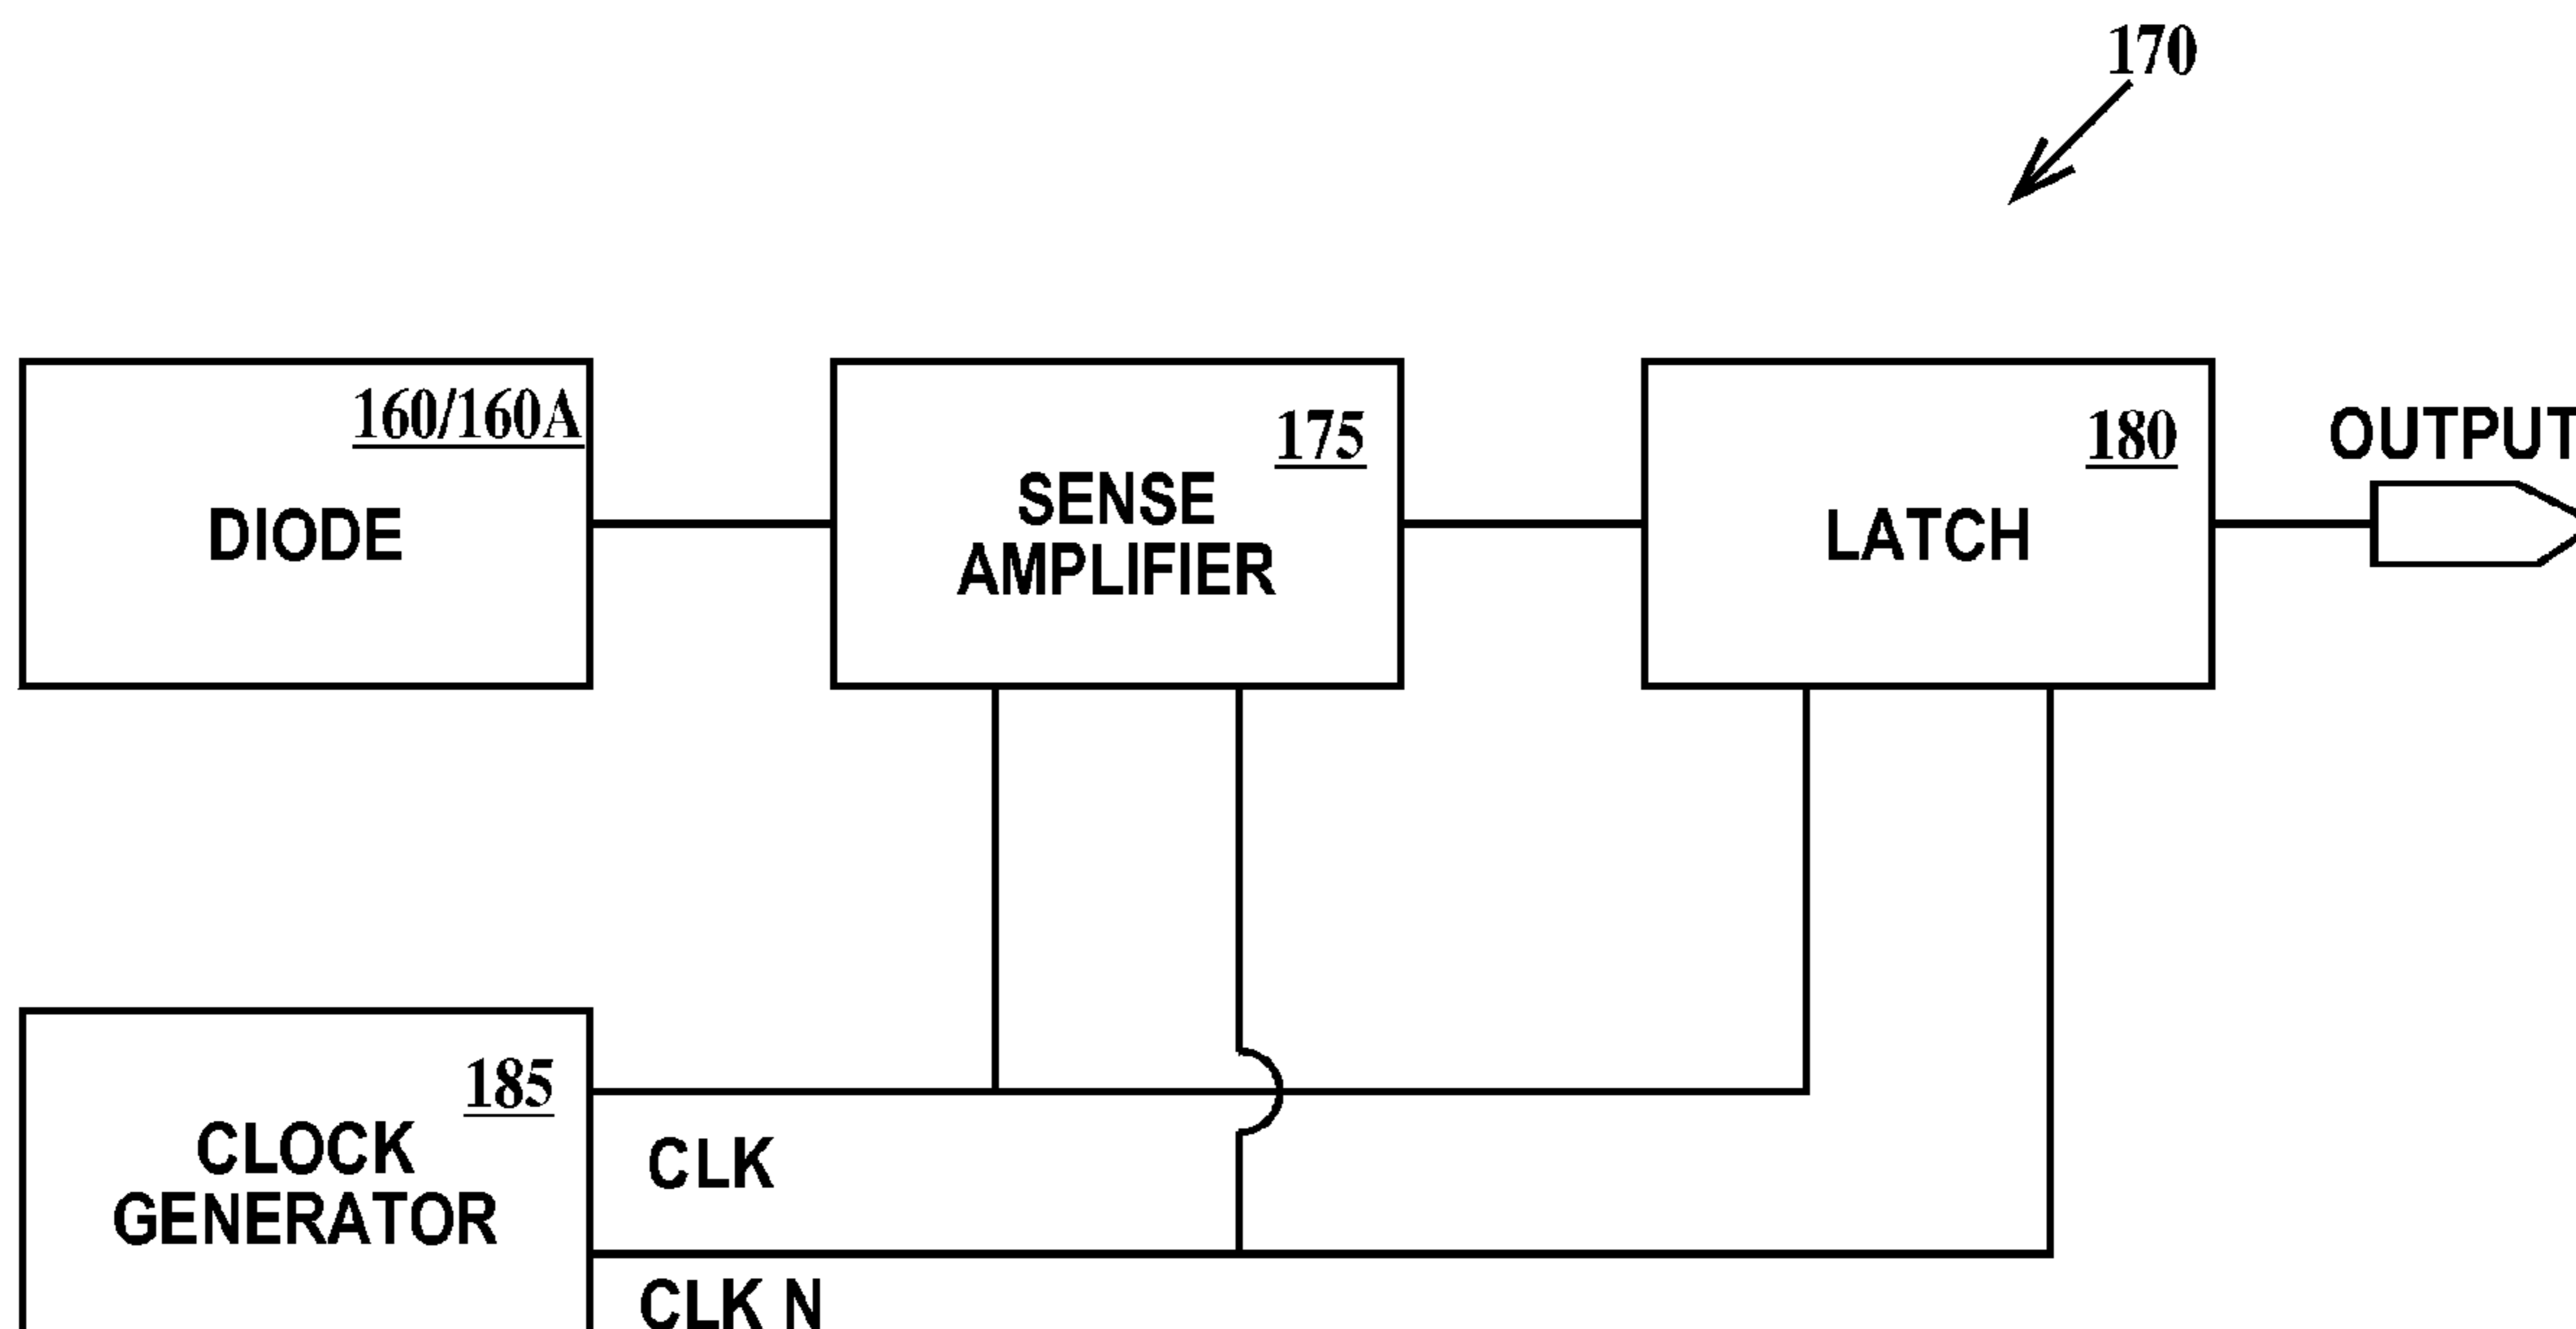 170
160/160A
DIODE
175
SENSE
AMPLIFIER
180
LATCH
OUTPUT
185
CLOCK
GENERATOR
CLK
CLK N